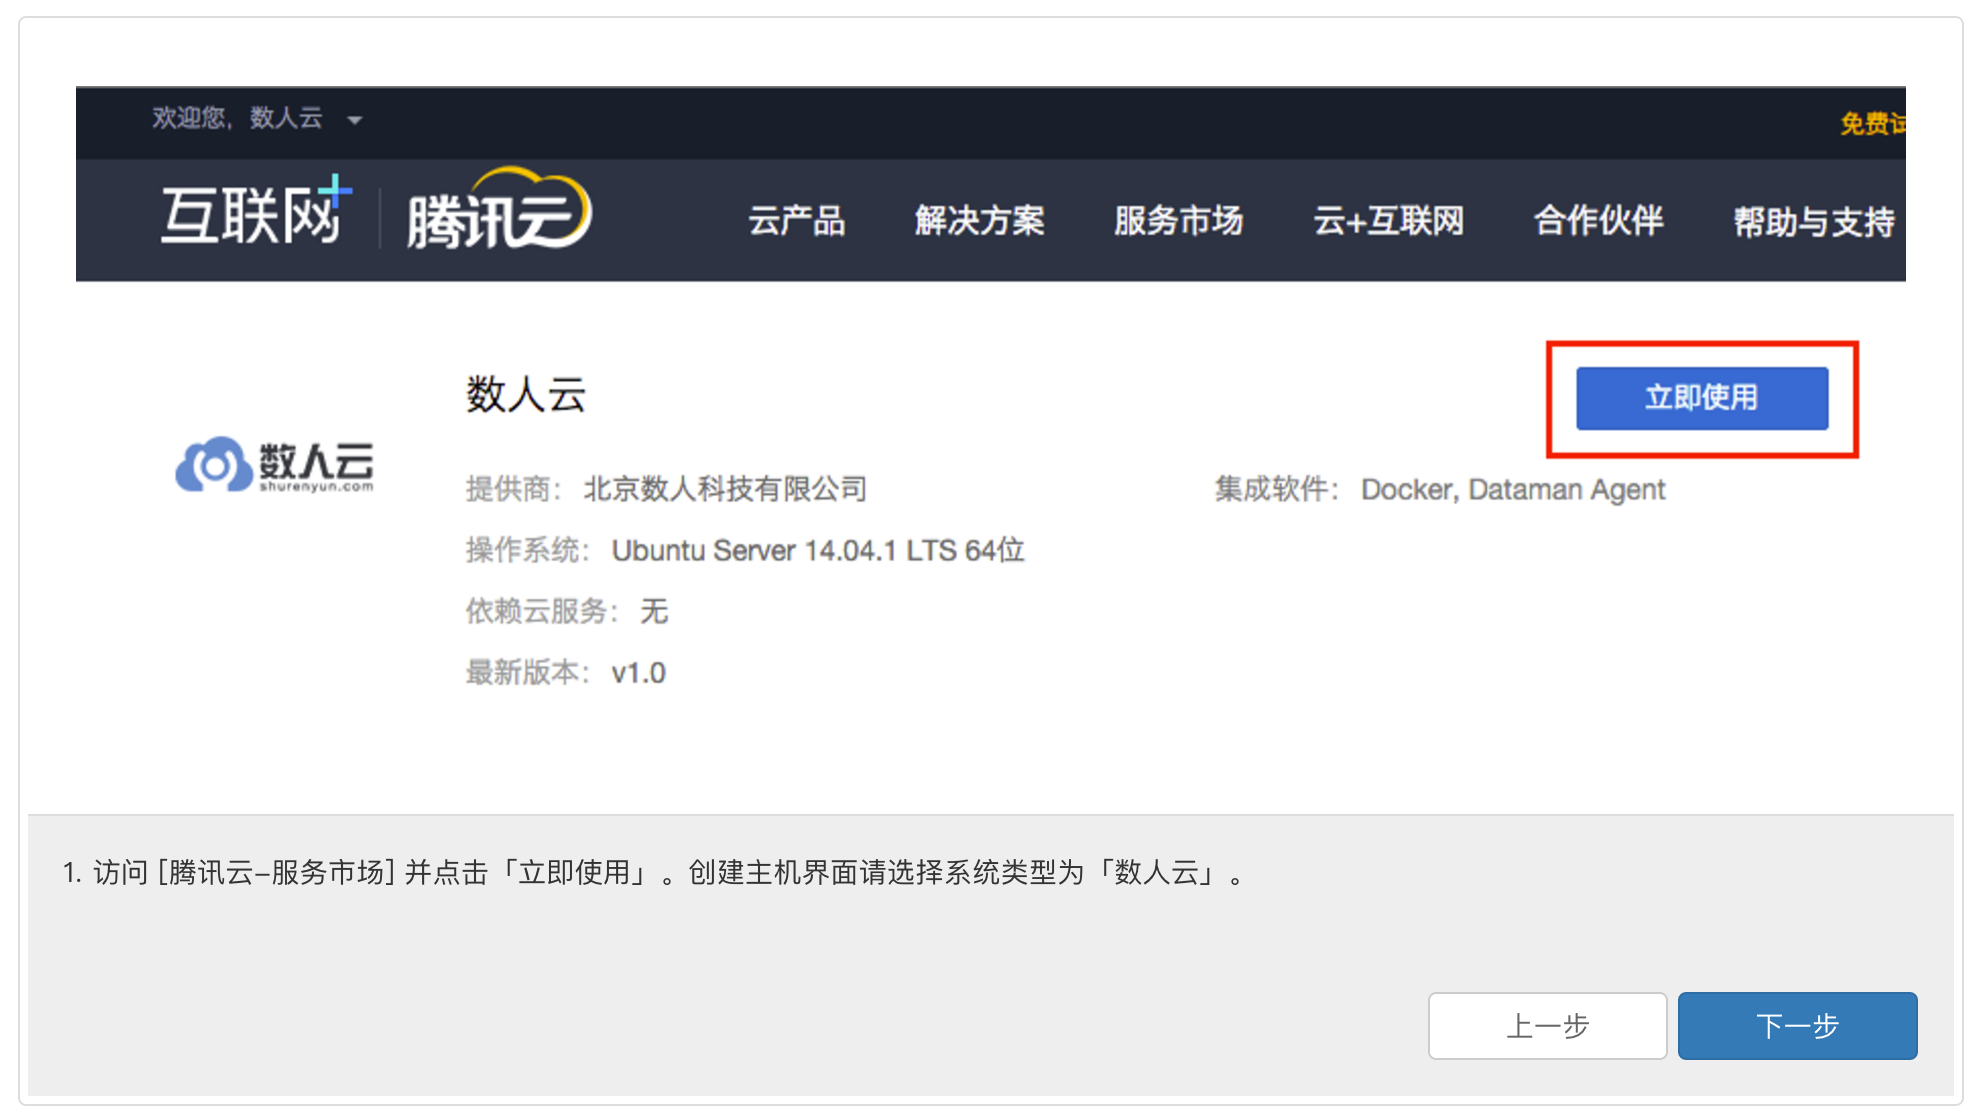 欢迎您，数人云
免费试
互联网+ 腾讯云 云产品 解决方案 服务市场 云+互联网 合作伙伴 帮助与支持
数人云
立即使用
数人云
shurenyun.com
提供商： 北京数人科技有限公司 集成软件： Docker, Dataman Agent
操作系统： Ubuntu Server 14.04.1 LTS 64位
依赖云服务： 无
最新版本： v1.0
1. 访问 [腾讯云–服务市场] 并点击「立即使用」。创建主机界面请选择系统类型为「数人云」。
上一步 下一步